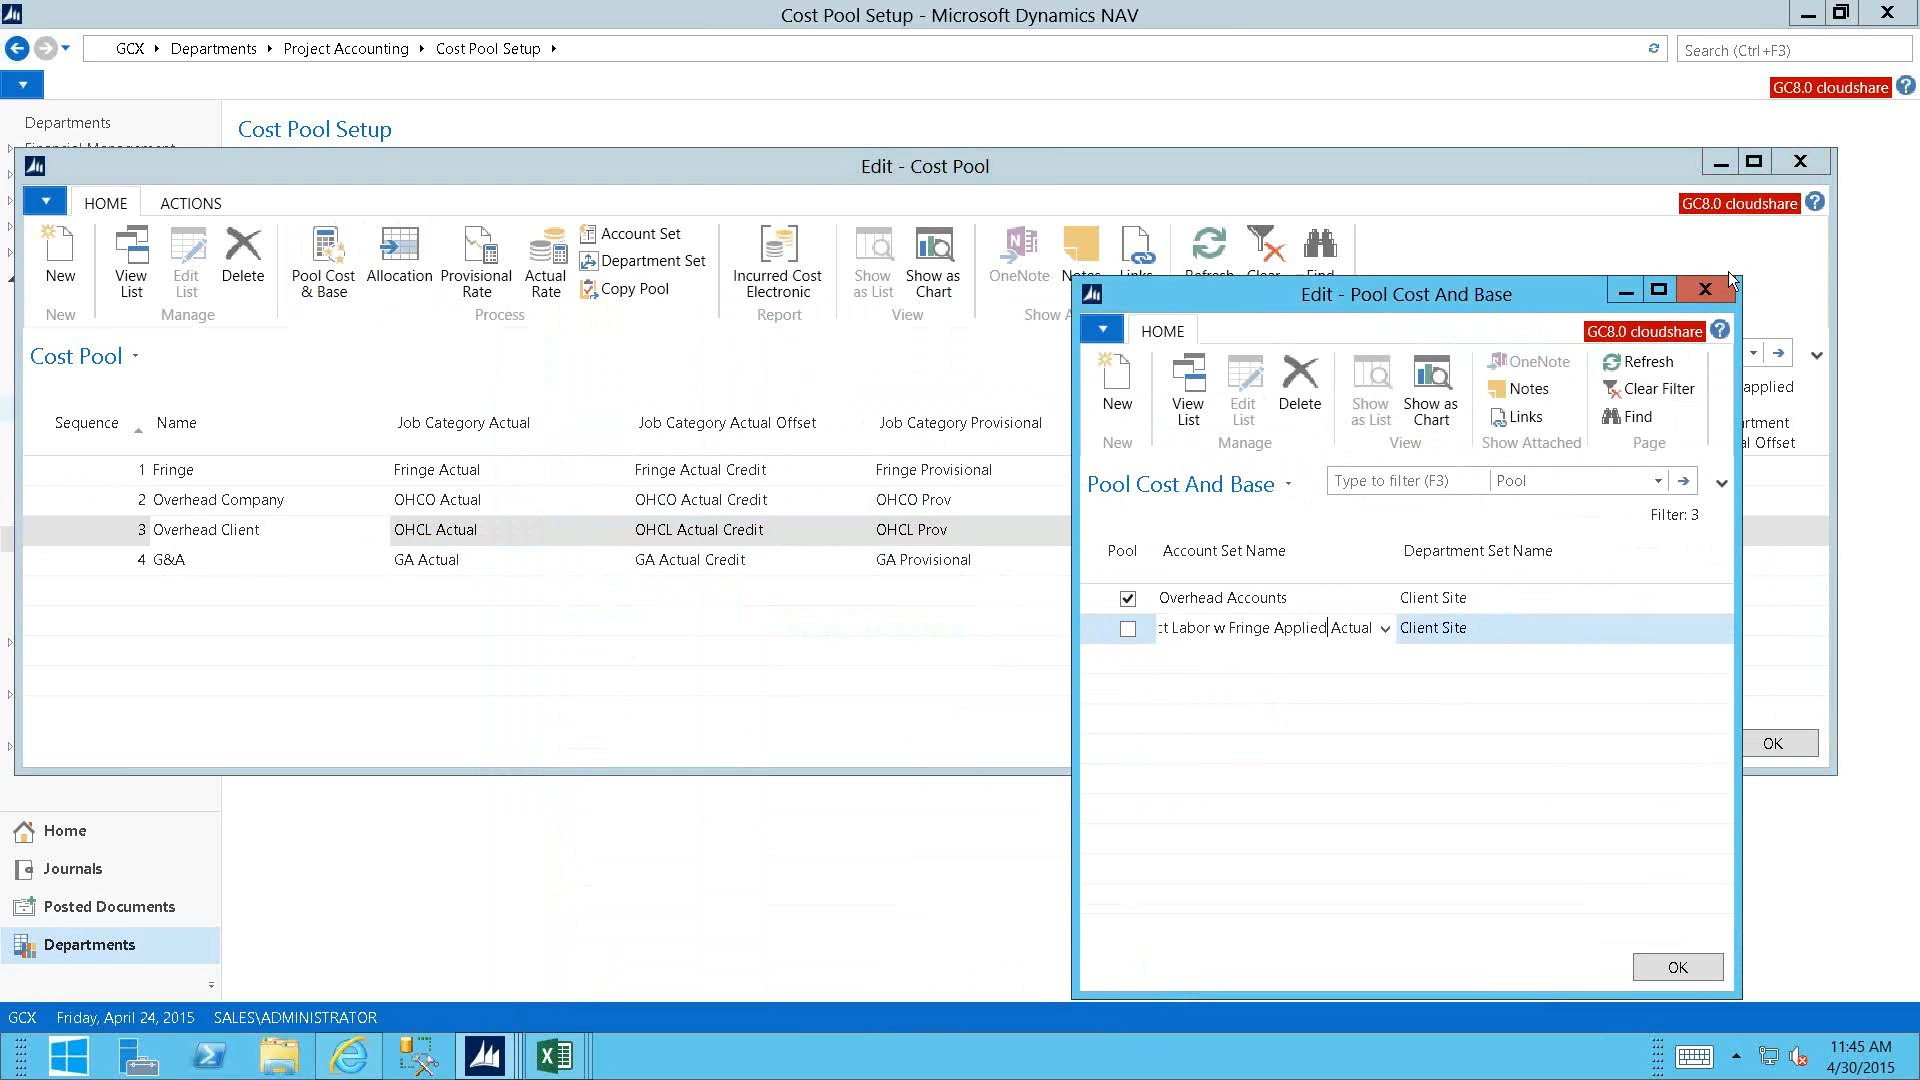 Cost Pool Setup - Microsoft Dynamics NAV
GCX Departments Project Accounting Cost Pool Setup
Search (Ctrl+F3)
GC8.0 cloudshare
Departments
Cost Pool Setup
Edit - Cost Pool
HOME ACTIONS
GC8.0 cloudshare
New
View List
Edit List
Delete
Pool Cost & Base
Allocation
Provisional Rate
Actual Rate
Account Set
Department Set
Copy Pool
Incurred Cost Electronic
Show as List
Show as Chart
OneNote
New
Manage
Process
Report
View
Cost Pool
Sequence Name Job Category Actual Job Category Actual Offset Job Category Provisional
1 Fringe Fringe Actual Fringe Actual Credit Fringe Provisional
2 Overhead Company OHCO Actual OHCO Actual Credit OHCO Prov
3 Overhead Client OHCL Actual OHCL Actual Credit OHCL Prov
4 G&A GA Actual GA Actual Credit GA Provisional
OK
Edit - Pool Cost And Base
HOME
GC8.0 cloudshare
New
View List
Edit List
Delete
Show as List
Show as Chart
OneNote
Notes
Links
Refresh
Clear Filter
Find
New
Manage
View
Show Attached
Page
Pool Cost And Base
Type to filter (F3) Pool
Filter: 3
Pool Account Set Name Department Set Name
Overhead Accounts Client Site
ct Labor w Fringe Applied Actual Client Site
OK
Home
Journals
Posted Documents
Departments
GCX Friday, April 24, 2015 SALES\ADMINISTRATOR
11:45 AM
4/30/2015